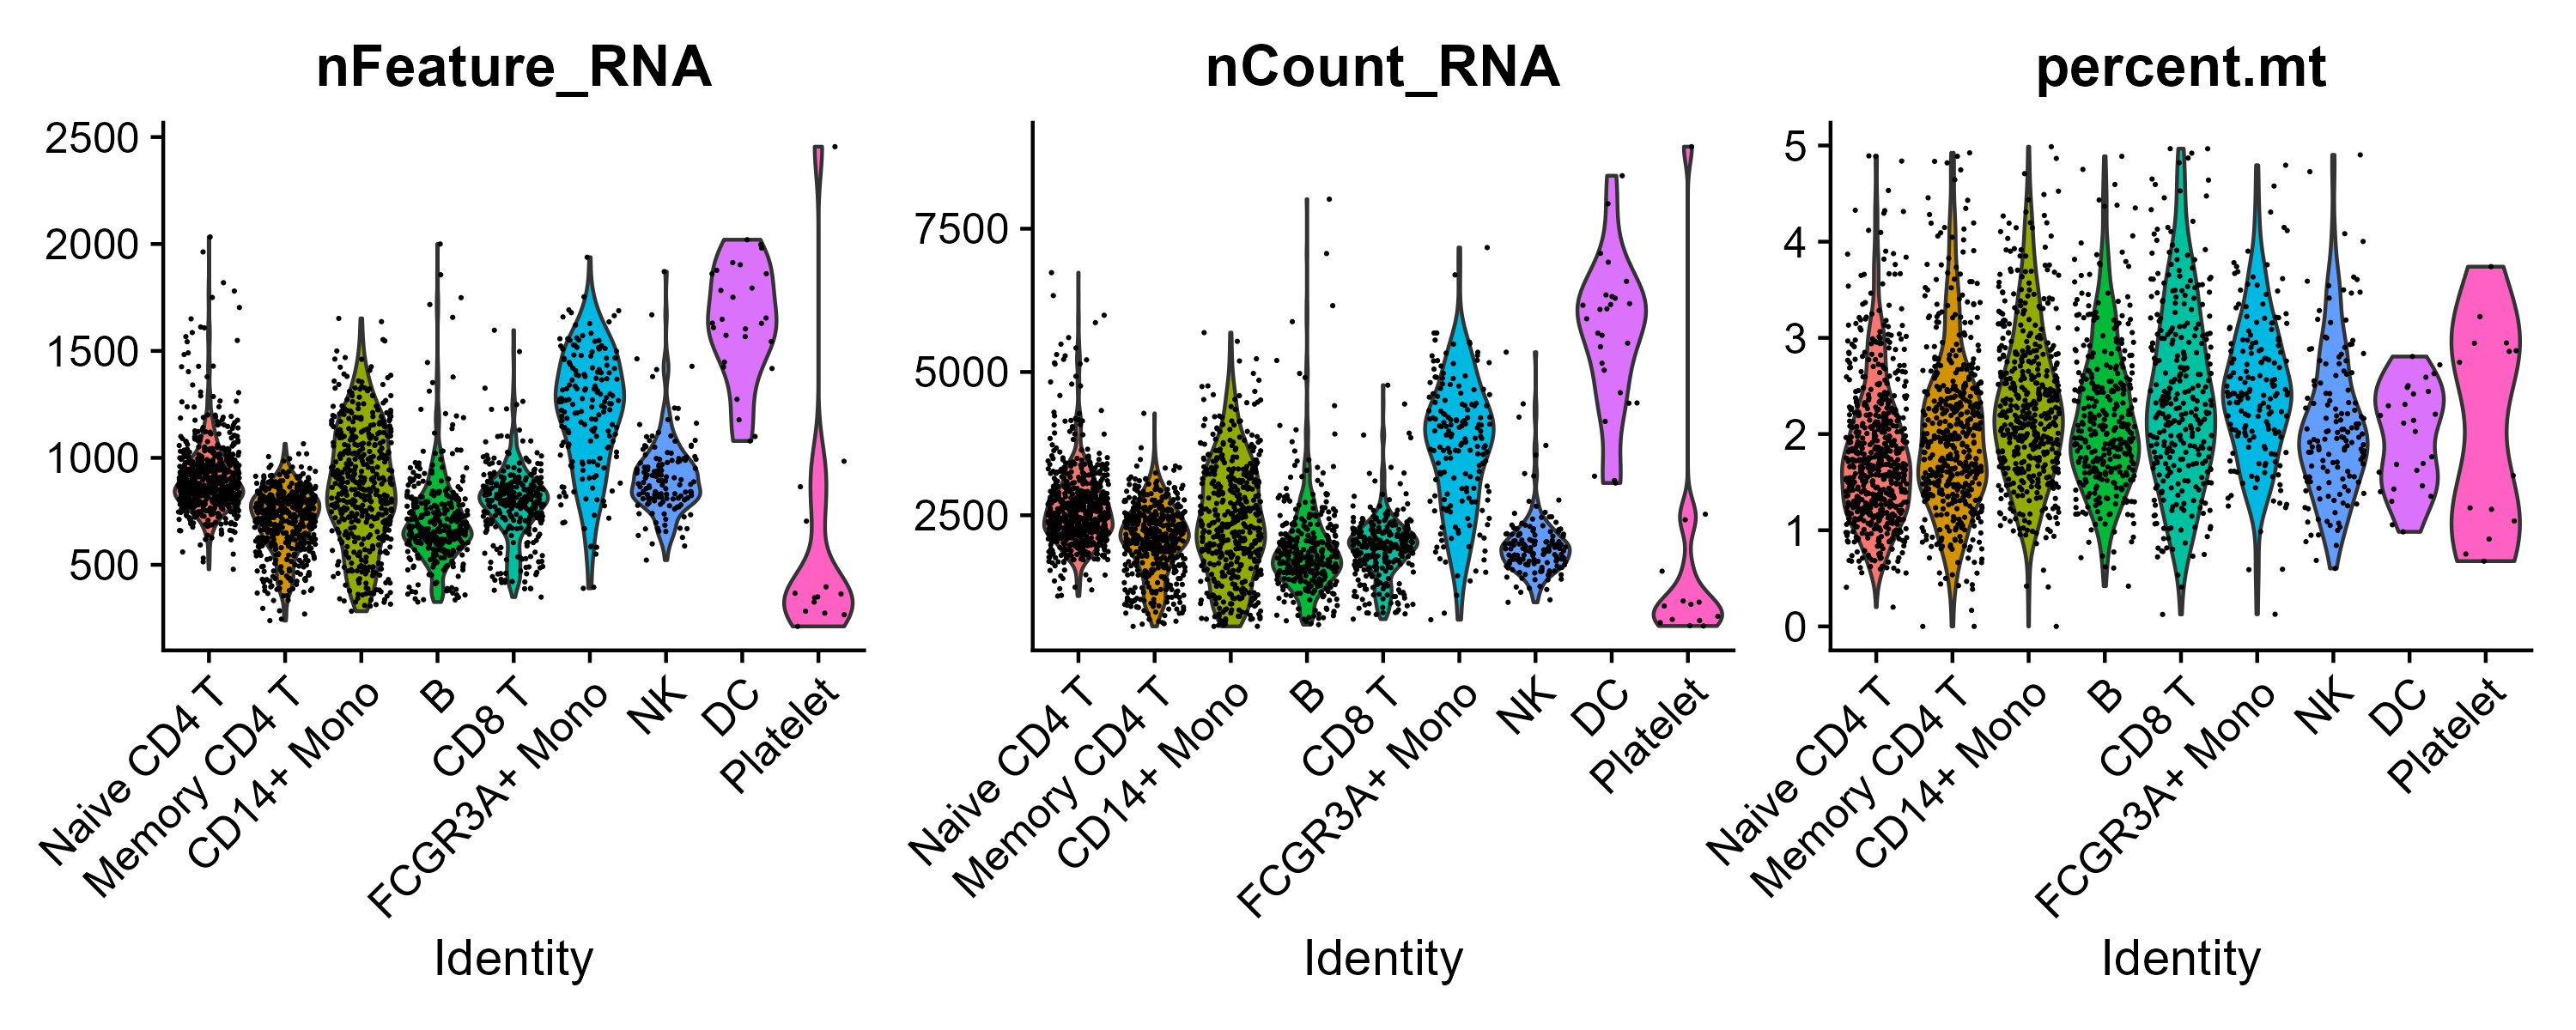 nFeature_RNA
2500
2000
1500
1000
500
Naive CD4 T
Memory CD4 T
CD14+ Mono
B
CD8 T
FCGR3A+ Mono
NK
DC
Platelet
Identity
nCount_RNA
7500
5000
2500
Naive CD4 T
Memory CD4 T
CD14+ Mono
B
CD8 T
FCGR3A+ Mono
NK
DC
Platelet
Identity
percent.mt
5
4
3
2
1
0
Naive CD4 T
Memory CD4 T
CD14+ Mono
B
CD8 T
FCGR3A+ Mono
NK
DC
Platelet
Identity